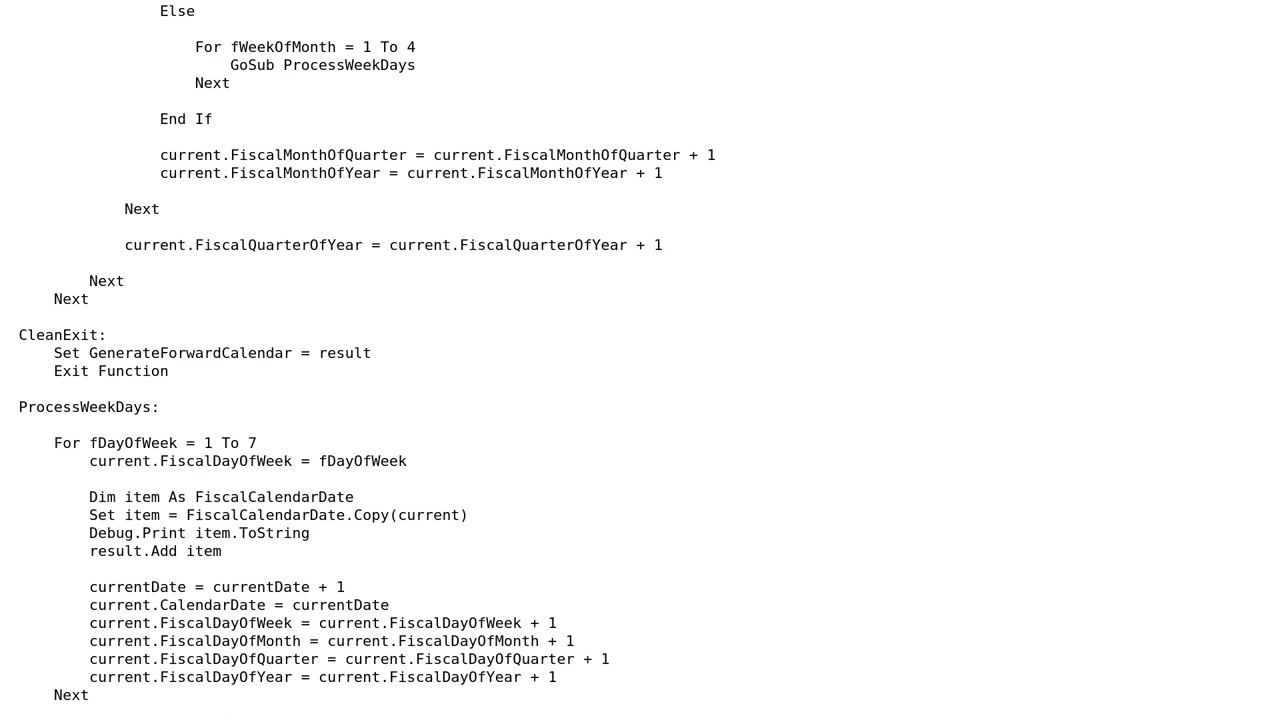 Else
For fWeekOfMonth = 1 To 4
GoSub ProcessWeekDays
Next
End If
current.FiscalMonthOfQuarter = current.FiscalMonthOfQuarter + 1
current.FiscalMonthOfYear = current.FiscalMonthOfYear + 1
Next
current.FiscalQuarterOfYear = current.FiscalQuarterOfYear + 1
Next
Next
CleanExit:
Set GenerateForwardCalendar = result
Exit Function
ProcessWeekDays:
For fDayOfWeek = 1 To 7
current.FiscalDayOfWeek = fDayOfWeek
Dim item As FiscalCalendarDate
Set item = FiscalCalendarDate.Copy(current)
Debug.Print item.ToString
result.Add item
currentDate = currentDate + 1
current.CalendarDate = currentDate
current.FiscalDayOfWeek = current.FiscalDayOfWeek + 1
current.FiscalDayOfMonth = current.FiscalDayOfMonth + 1
current.FiscalDayOfQuarter = current.FiscalDayOfQuarter + 1
current.FiscalDayOfYear = current.FiscalDayOfYear + 1
Next